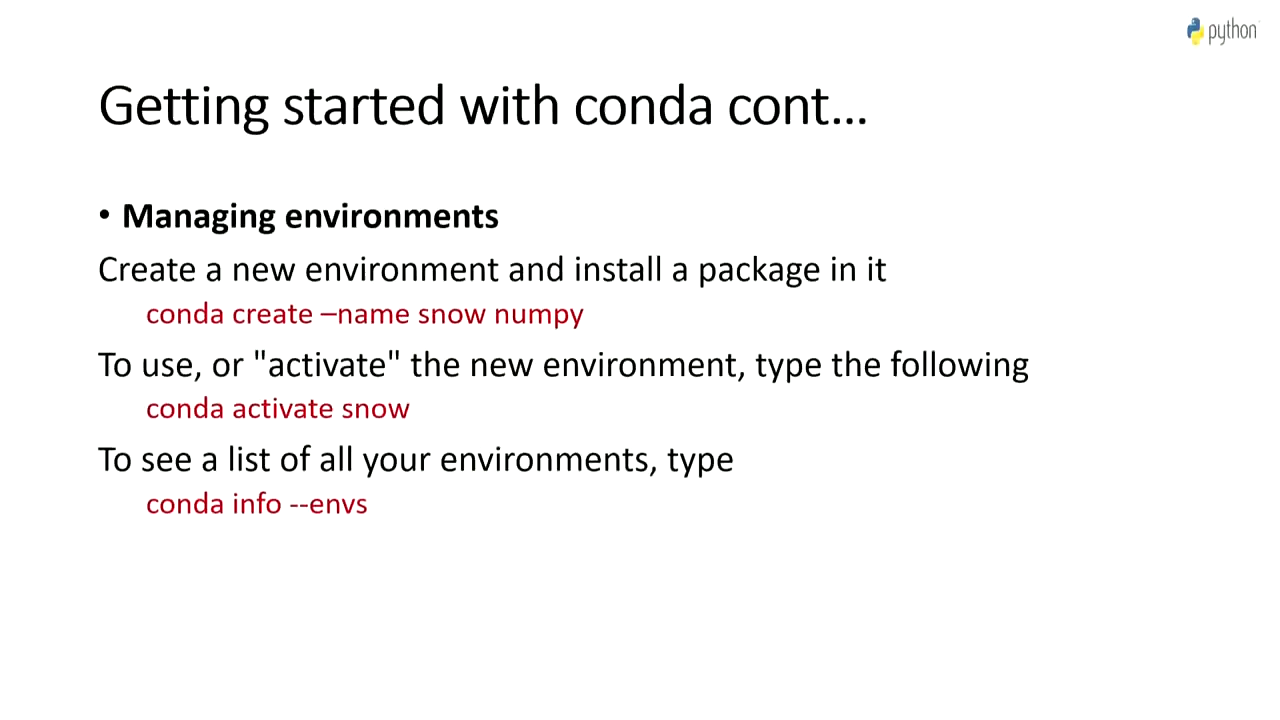 python
Getting started with conda cont...
• Managing environments
Create a new environment and install a package in it
conda create –name snow numpy
To use, or "activate" the new environment, type the following
conda activate snow
To see a list of all your environments, type
conda info --envs